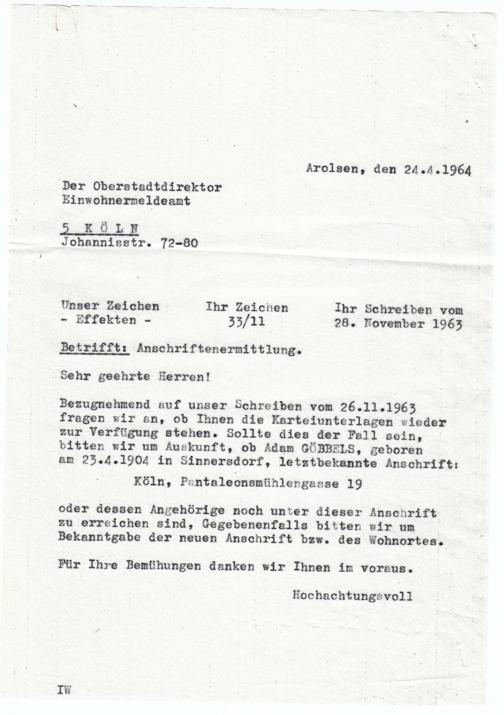 Arolsen, den 24.4.1964
Der Oberstadtdirektor
Einwohnermeldeamt
5 K Ö L N
Johannisstr. 72-80
Unser Zeichen Ihr Zeichen Ihr Schreiben vom
- Effekten - 33/11 28. November 1963
Betrifft: Anschriftenermittlung.
Sehr geehrte Herren!
Bezugnehmend auf unser Schreiben vom 26.11.1963
fragen wir an, ob Ihnen die Karteiunterlagen wieder
zur Verfügung stehen. Sollte dies der Fall sein,
bitten wir um Auskunft, ob Adam GÖBBELS, geboren
am 23.4.1904 in Sinnersdorf, letztbekannte Anschrift:
Köln, Pantaleonsmühlengasse 19
oder dessen Angehörige noch unter dieser Anschrift
zu erreichen sind, Gegebenenfalls bitten wir um
Bekanntgabe der neuen Anschrift bzw. des Wohnortes.
Für Ihre Bemühungen danken wir Ihnen im voraus.
Hochachtungsvoll
IW